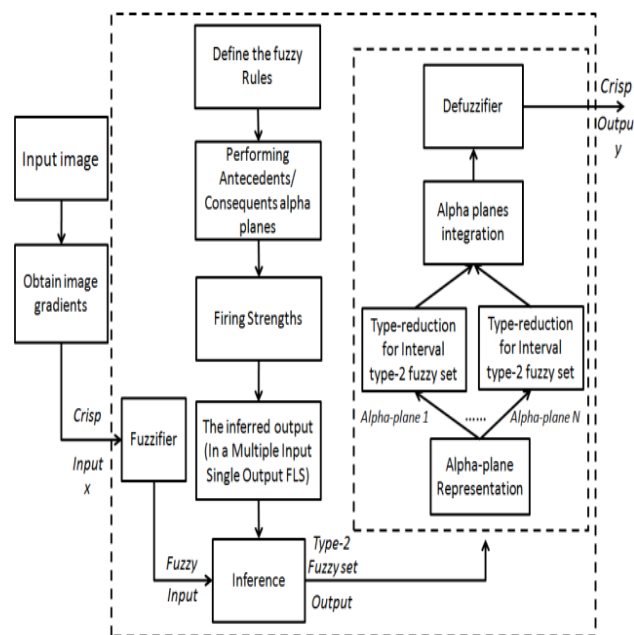 Input image
Obtain image
gradients
Crisp
Input
x
Fuzzifier
Fuzzy
Input
Define the fuzzy
Rules
Performing
Antecedents/
Consequents alpha
planes
Firing Strengths
The inferred output
(In a Multiple Input
Single Output FLS)
Inference
Type-2
Fuzzy set
Output
Alpha-plane
Representation
Alpha-plane 1
......
Alpha-plane N
Type-reduction
for Interval
type-2 fuzzy set
Type-reduction
for Interval
type-2 fuzzy set
Alpha planes
integration
Defuzzifier
Crisp
Outpu
y